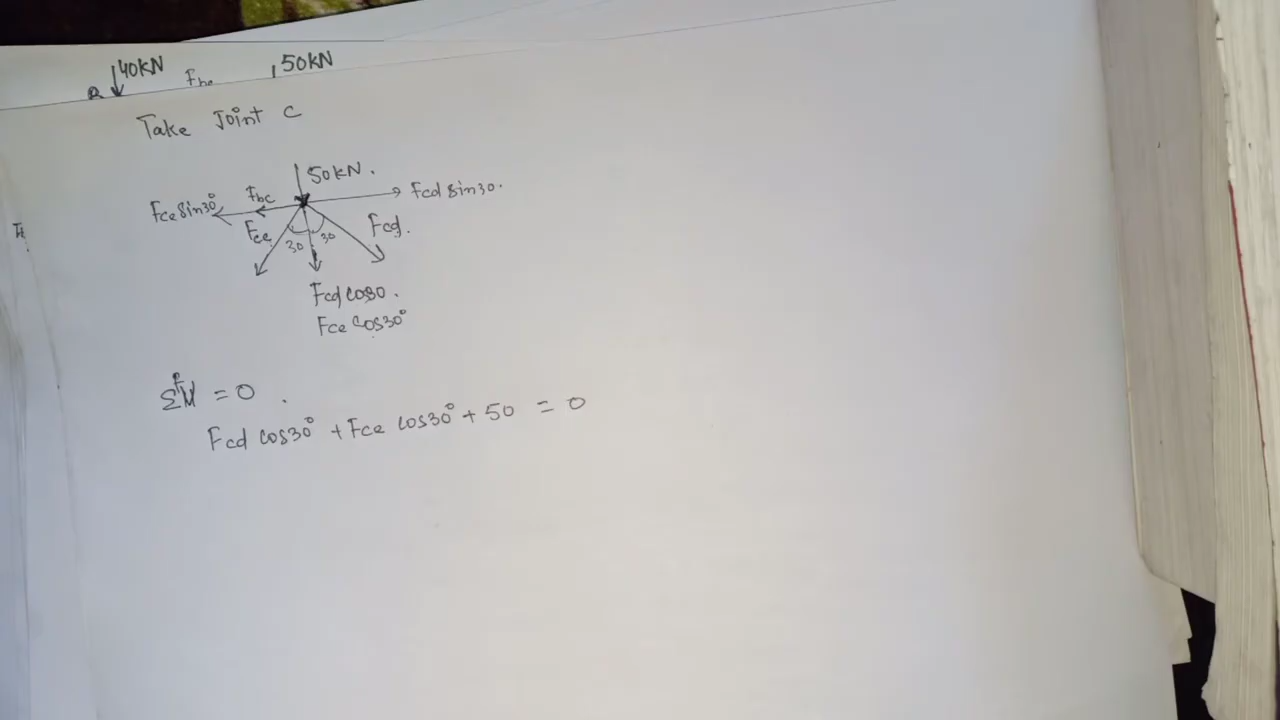 40KN Fbe 50KN
Take Joint C
50KN.
Fce Sin30° Fbc Fcd Sin30.
Fce 30 30 Fcd.
Fcd Cos30.
Fce Cos30°
= 0 .
Fcd Cos30° + Fce Cos30° + 50 = 0